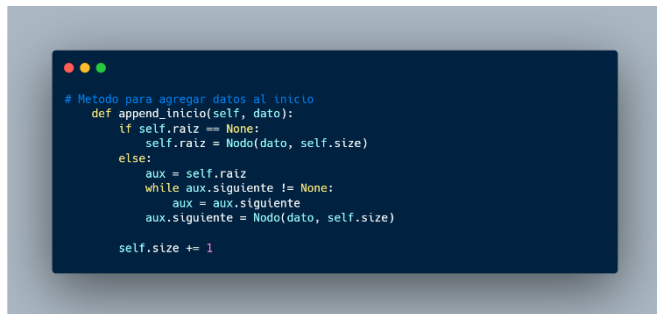 # Metodo para agregar datos al inicio
    def append_inicio(self, dato):
        if self.raiz == None:
            self.raiz = Nodo(dato, self.size)
        else:
            aux = self.raiz
            while aux.siguiente != None:
                aux = aux.siguiente
            aux.siguiente = Nodo(dato, self.size)

        self.size += 1